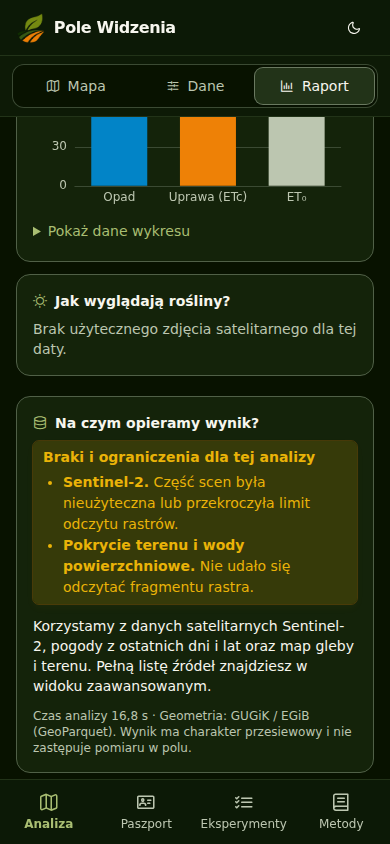 Pole Widzenia
Mapa
Dane
Raport
30
0
Opad
Uprawa (ETc)
ET₀
▶ Pokaż dane wykresu
Jak wyglądają rośliny?
Brak użytecznego zdjęcia satelitarnego dla tej
daty.
Na czym opieramy wynik?
Braki i ograniczenia dla tej analizy
• Sentinel-2. Część scen była
nieużyteczna lub przekroczyła limit
odczytu rastrów.
• Pokrycie terenu i wody
powierzchniowe. Nie udało się
odczytać fragmentu rastra.
Korzystamy z danych satelitarnych Sentinel-
2, pogody z ostatnich dni i lat oraz map gleby
i terenu. Pełną listę źródeł znajdziesz w
widoku zaawansowanym.
Czas analizy 16,8 s · Geometria: GUGiK / EGiB
(GeoParquet). Wynik ma charakter przesiewowy i nie
zastępuje pomiaru w polu.
Analiza
Paszport
Eksperymenty
Metody